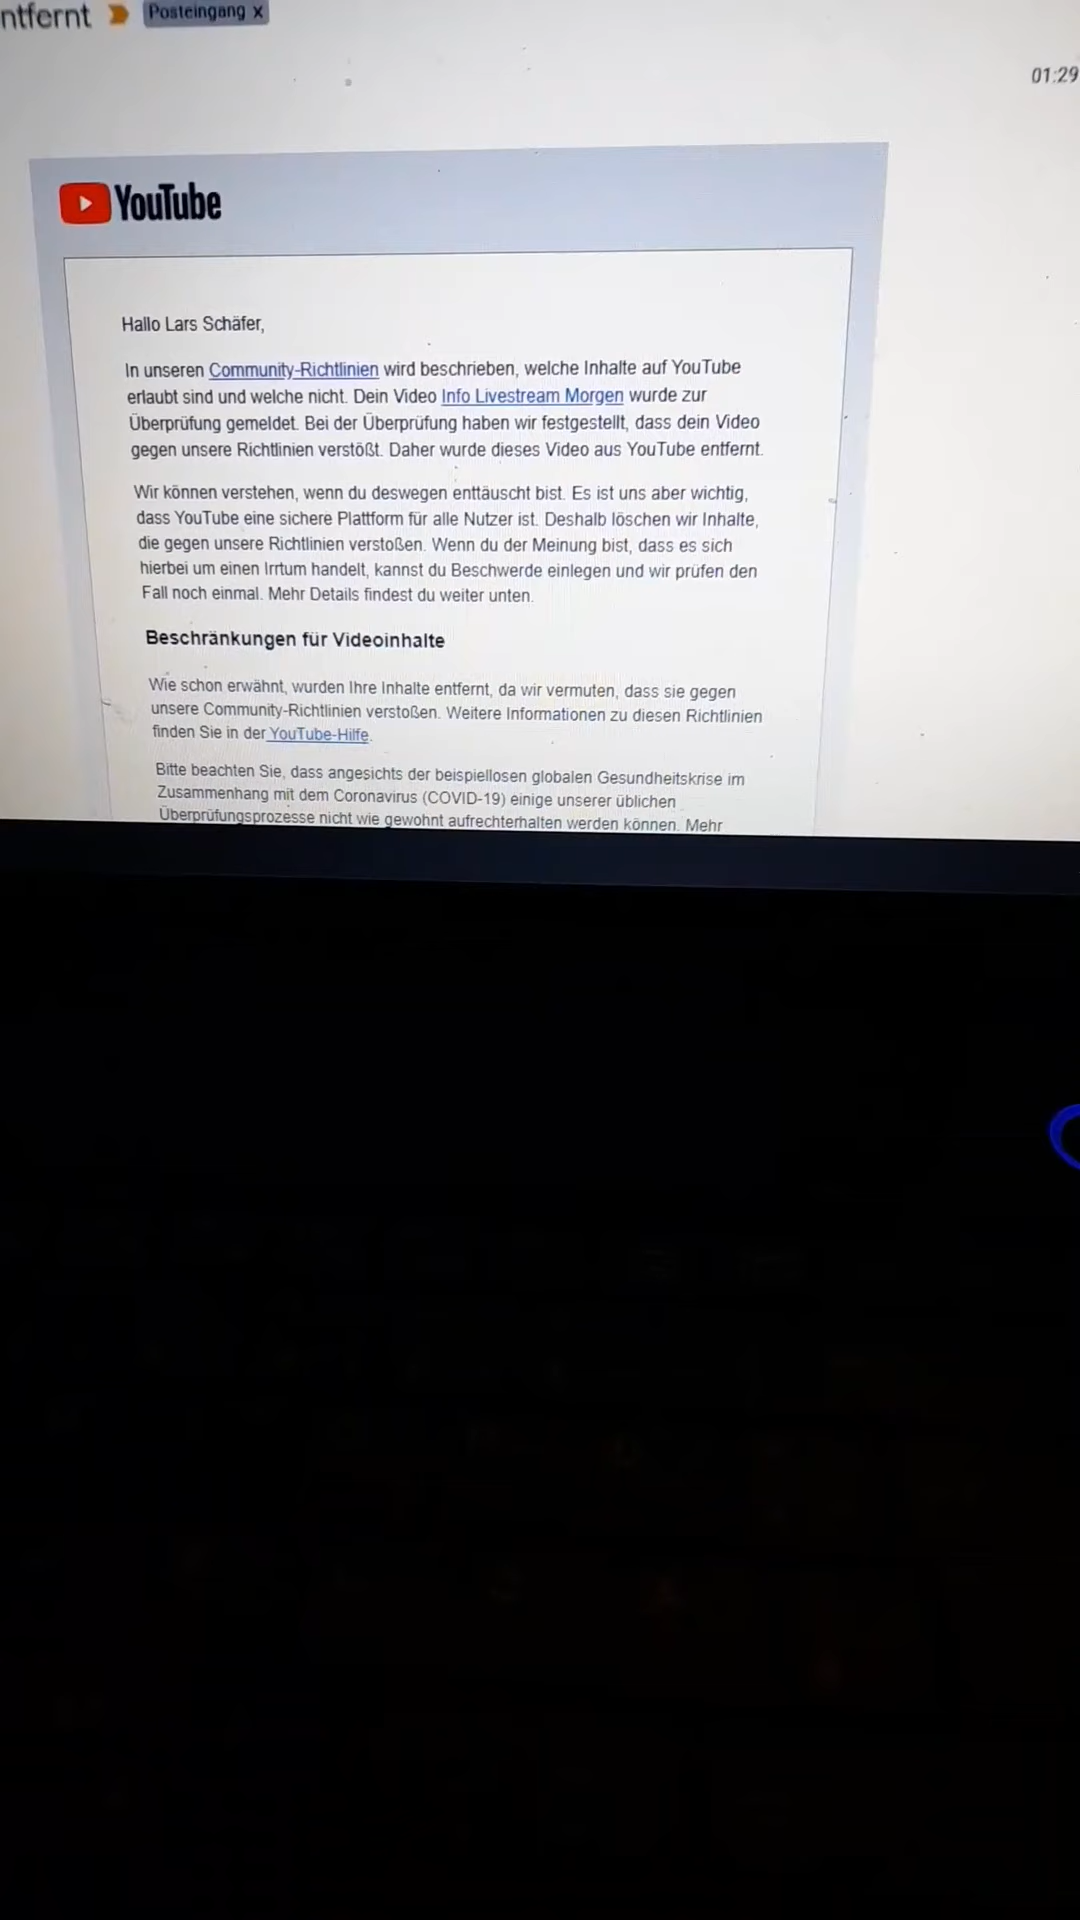 ntfernt
Posteingang x
01:29
YouTube
Hallo Lars Schäfer,
In unseren Community-Richtlinien wird beschrieben, welche Inhalte auf YouTube
erlaubt sind und welche nicht. Dein Video Info Livestream Morgen wurde zur
Überprüfung gemeldet. Bei der Überprüfung haben wir festgestellt, dass dein Video
gegen unsere Richtlinien verstößt. Daher wurde dieses Video aus YouTube entfernt.
Wir können verstehen, wenn du deswegen enttäuscht bist. Es ist uns aber wichtig,
dass YouTube eine sichere Plattform für alle Nutzer ist. Deshalb löschen wir Inhalte,
die gegen unsere Richtlinien verstoßen. Wenn du der Meinung bist, dass es sich
hierbei um einen Irrtum handelt, kannst du Beschwerde einlegen und wir prüfen den
Fall noch einmal. Mehr Details findest du weiter unten.
Beschränkungen für Videoinhalte
Wie schon erwähnt, wurden Ihre Inhalte entfernt, da wir vermuten, dass sie gegen
unsere Community-Richtlinien verstoßen. Weitere Informationen zu diesen Richtlinien
finden Sie in der YouTube-Hilfe.
Bitte beachten Sie, dass angesichts der beispiellosen globalen Gesundheitskrise im
Zusammenhang mit dem Coronavirus (COVID-19) einige unserer üblichen
Überprüfungsprozesse nicht wie gewohnt aufrechterhalten werden können. Mehr